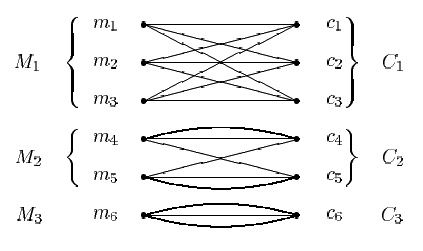 m₁ c₁
M₁ m₂ c₂ C₁
m₃ c₃
m₄ c₄
M₂ C₂
m₅ c₅
M₃ m₆ c₆ C₃